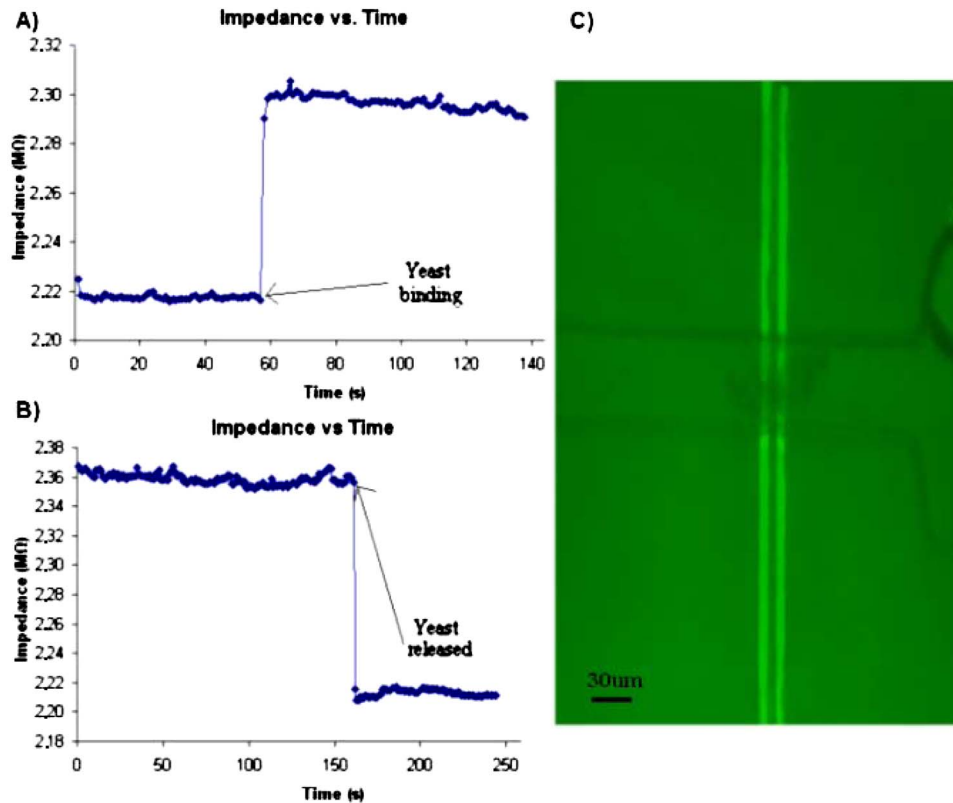 A)
Impedance vs. Time
2.32
2.30
2.28
2.26
2.24
2.22
2.20
Impedance (MΩ)
Yeast
binding
0 20 40 60 80 100 120 140
Time (s)
B)
Impedance vs Time
2.38
2.36
2.34
2.32
2.30
2.28
2.26
2.24
2.22
2.20
2.18
Impedance (MΩ)
Yeast
released
0 50 100 150 200 250
Time (s)
C)
30um